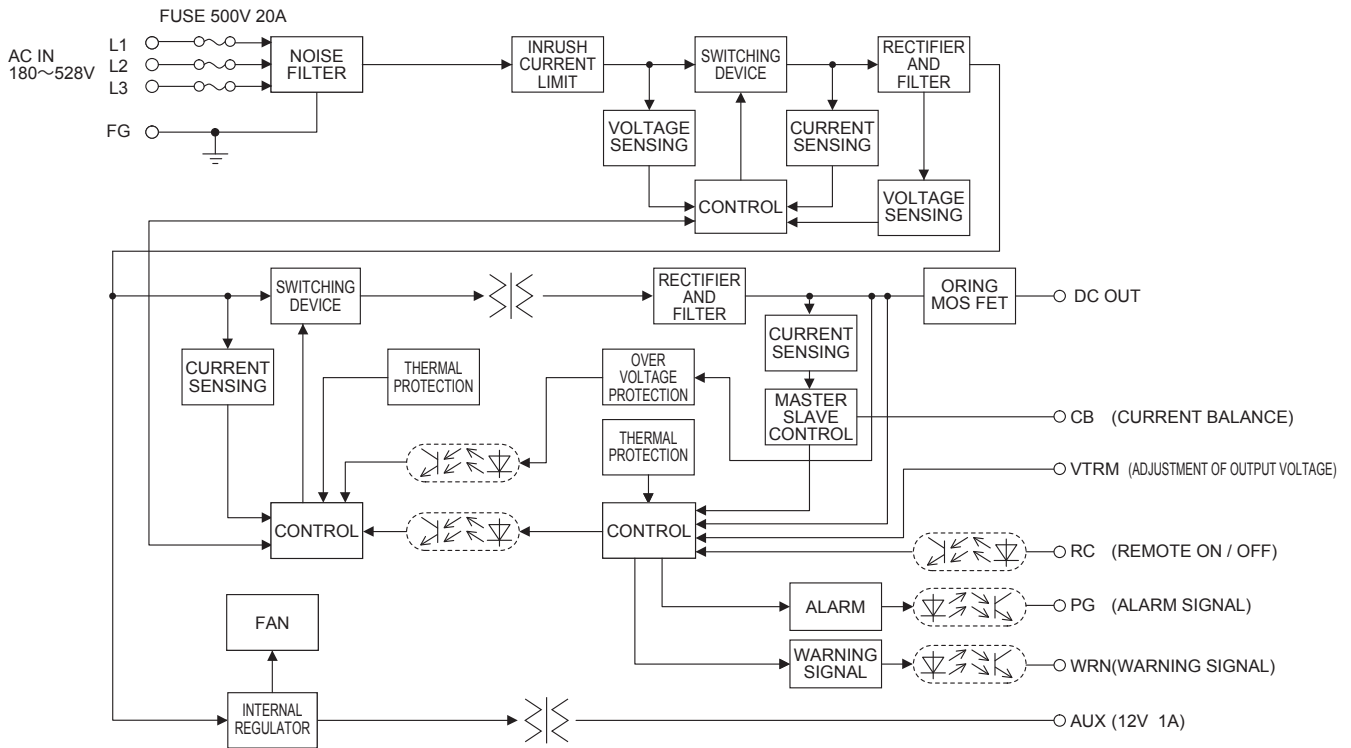 FUSE 500V 20A
AC IN
180～528V
L1
L2
L3
FG
NOISE
FILTER
INRUSH
CURRENT
LIMIT
SWITCHING
DEVICE
RECTIFIER
AND
FILTER
VOLTAGE
SENSING
CURRENT
SENSING
CONTROL
VOLTAGE
SENSING
SWITCHING
DEVICE
RECTIFIER
AND
FILTER
ORING
MOS FET
DC OUT
CURRENT
SENSING
CURRENT
SENSING
THERMAL
PROTECTION
OVER
VOLTAGE
PROTECTION
MASTER
SLAVE
CONTROL
CB (CURRENT BALANCE)
THERMAL
PROTECTION
VTRM (ADJUSTMENT OF OUTPUT VOLTAGE)
CONTROL
CONTROL
RC (REMOTE ON / OFF)
ALARM
PG (ALARM SIGNAL)
FAN
WARNING
SIGNAL
WRN(WARNING SIGNAL)
INTERNAL
REGULATOR
AUX (12V 1A)